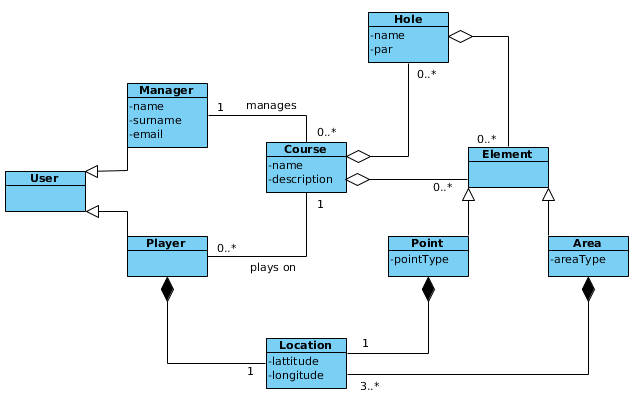 Hole
-name
-par
0..*
Manager
-name
-surname
-email
1
manages
0..*
Course
-name
-description
0..*
Element
0..*
1
User
Player
0..*
plays on
Point
-pointType
Area
-areaType
Location
-lattitude
-longitude
1
1
3..*